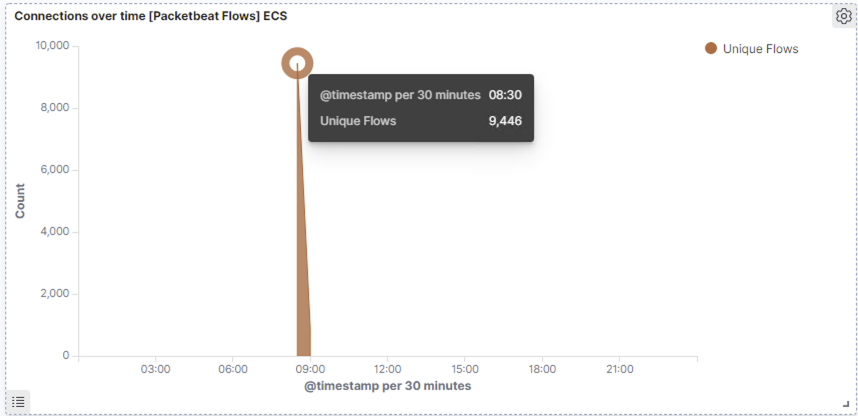 Connections over time [Packetbeat Flows] ECS
10,000
8,000
6,000
4,000
2,000
0
Count
@timestamp per 30 minutes 08:30
Unique Flows 9,446
Unique Flows
03:00 06:00 09:00 12:00 15:00 18:00 21:00
@timestamp per 30 minutes